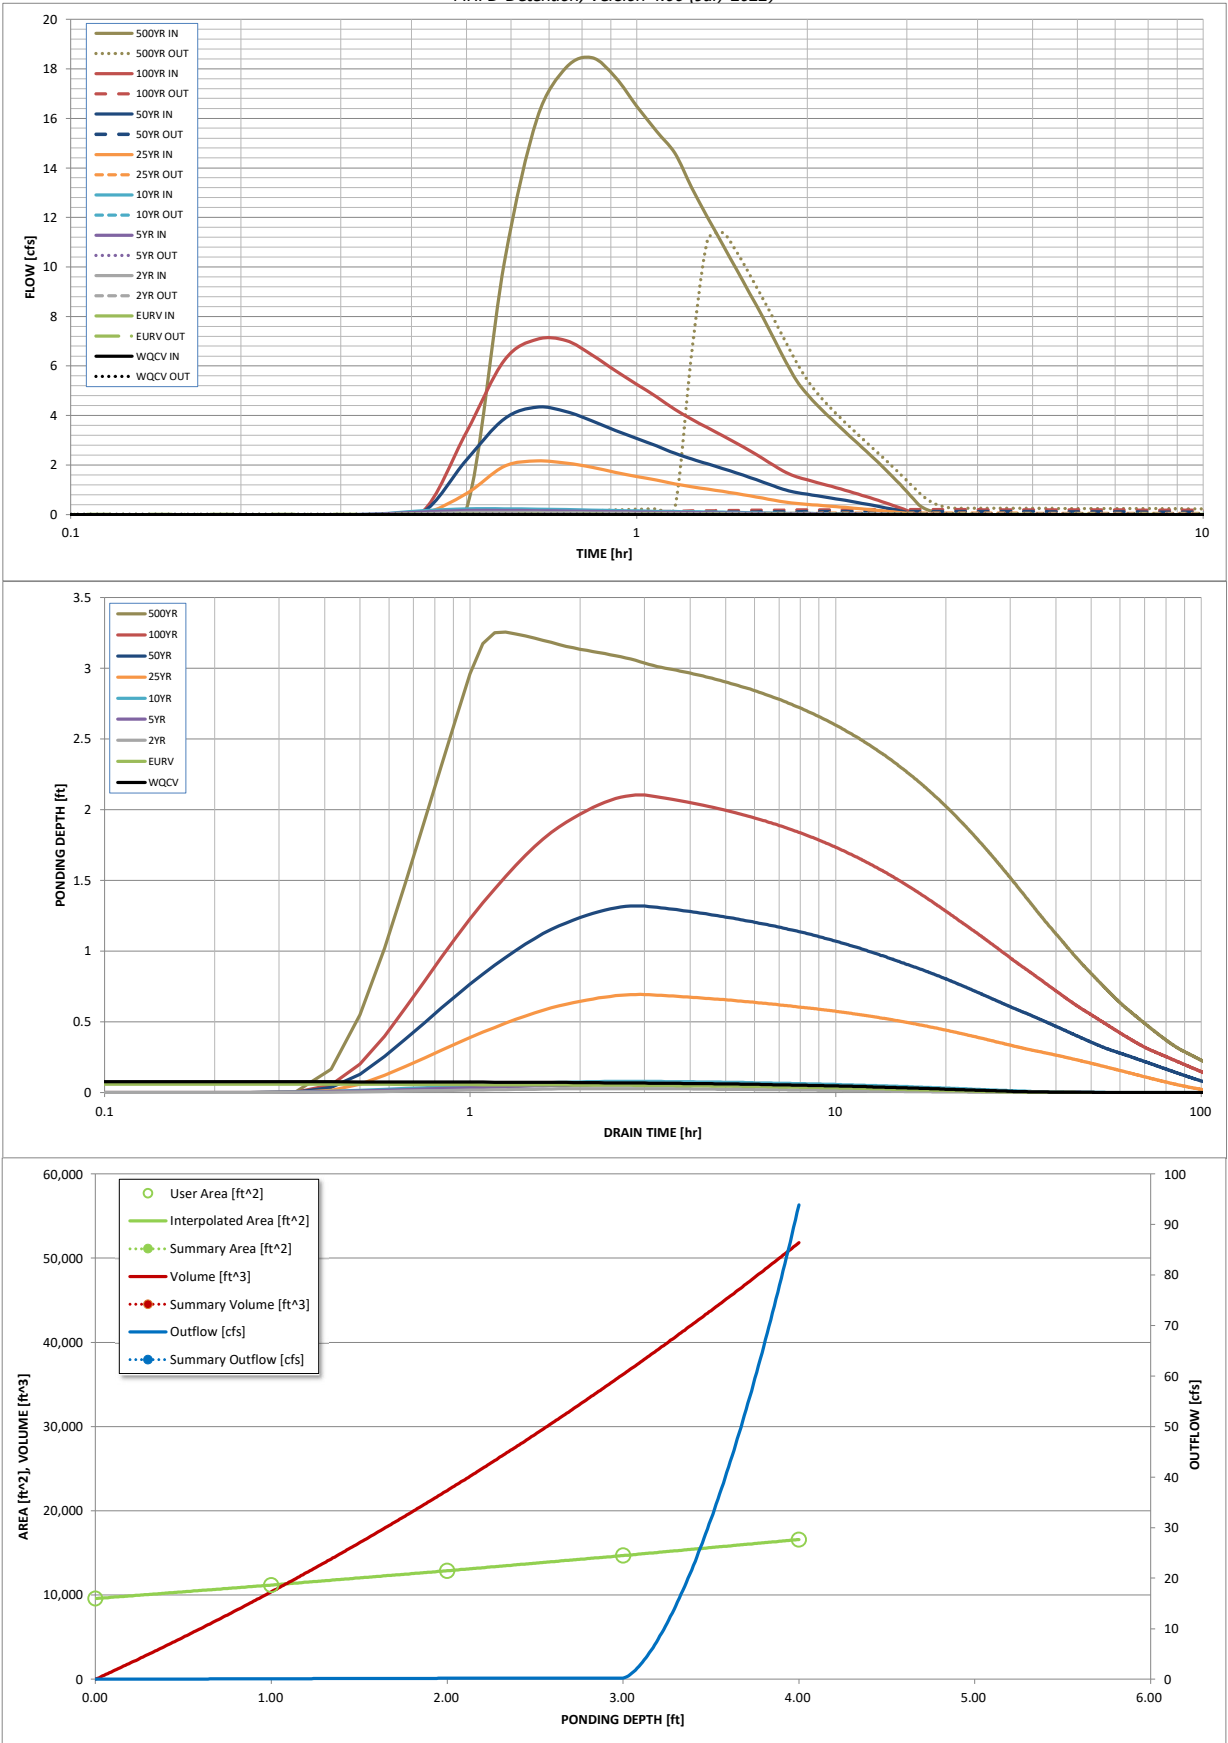 MHFD-Detention, Version 4.06 (July 2022)
20
18
16
14
12
10
8
6
4
2
0
FLOW [cfs]
500YR IN
500YR OUT
100YR IN
100YR OUT
50YR IN
50YR OUT
25YR IN
25YR OUT
10YR IN
10YR OUT
5YR IN
5YR OUT
2YR IN
2YR OUT
EURV IN
EURV OUT
WQCV IN
WQCV OUT
0.1
1
10
TIME [hr]
3.5
3
2.5
2
1.5
1
0.5
0
PONDING DEPTH [ft]
500YR
100YR
50YR
25YR
10YR
5YR
2YR
EURV
WQCV
0.1
1
10
100
DRAIN TIME [hr]
60,000
50,000
40,000
30,000
20,000
10,000
0
AREA [ft^2], VOLUME [ft^3]
User Area [ft^2]
Interpolated Area [ft^2]
Summary Area [ft^2]
Volume [ft^3]
Summary Volume [ft^3]
Outflow [cfs]
Summary Outflow [cfs]
100
90
80
70
60
50
40
30
20
10
0
OUTFLOW [cfs]
0.00
1.00
2.00
3.00
4.00
5.00
6.00
PONDING DEPTH [ft]